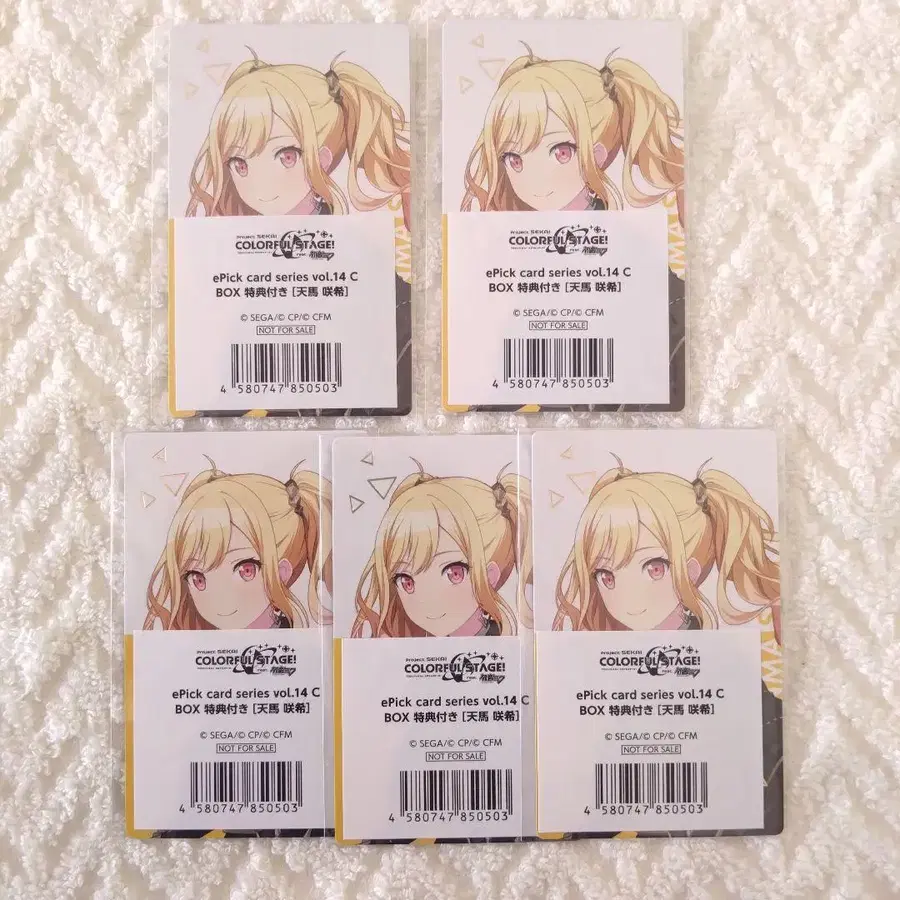 Project SEKAI
COLORFUL STAGE!
feat. 初音ミク
ePick card series vol.14 C
BOX 特典付き [天馬 咲希]
© SEGA/© CP/© CFM
NOT FOR SALE
4 580747 850503
MAS
Project SEKAI
COLORFUL STAGE!
feat. 初音ミク
ePick card series vol.14 C
BOX 特典付き [天馬 咲希]
© SEGA/© CP/© CFM
NOT FOR SALE
4 580747 850503
MAS
Project SEKAI
COLORFUL STAGE!
feat. 初音ミク
ePick card series vol.14 C
BOX 特典付き [天馬 咲希]
© SEGA/© CP/© CFM
NOT FOR SALE
4 580747 850503
Project SEKAI
COLORFUL STAGE!
feat. 初音ミク
ePick card series vol.14 C
BOX 特典付き [天馬 咲希]
© SEGA/© CP/© CFM
NOT FOR SALE
4 580747 850503
Project SEKAI
COLORFUL STAGE!
feat. 初音ミク
ePick card series vol.14 C
BOX 特典付き [天馬 咲希]
© SEGA/© CP/© CFM
NOT FOR SALE
4 580747 850503
MAS